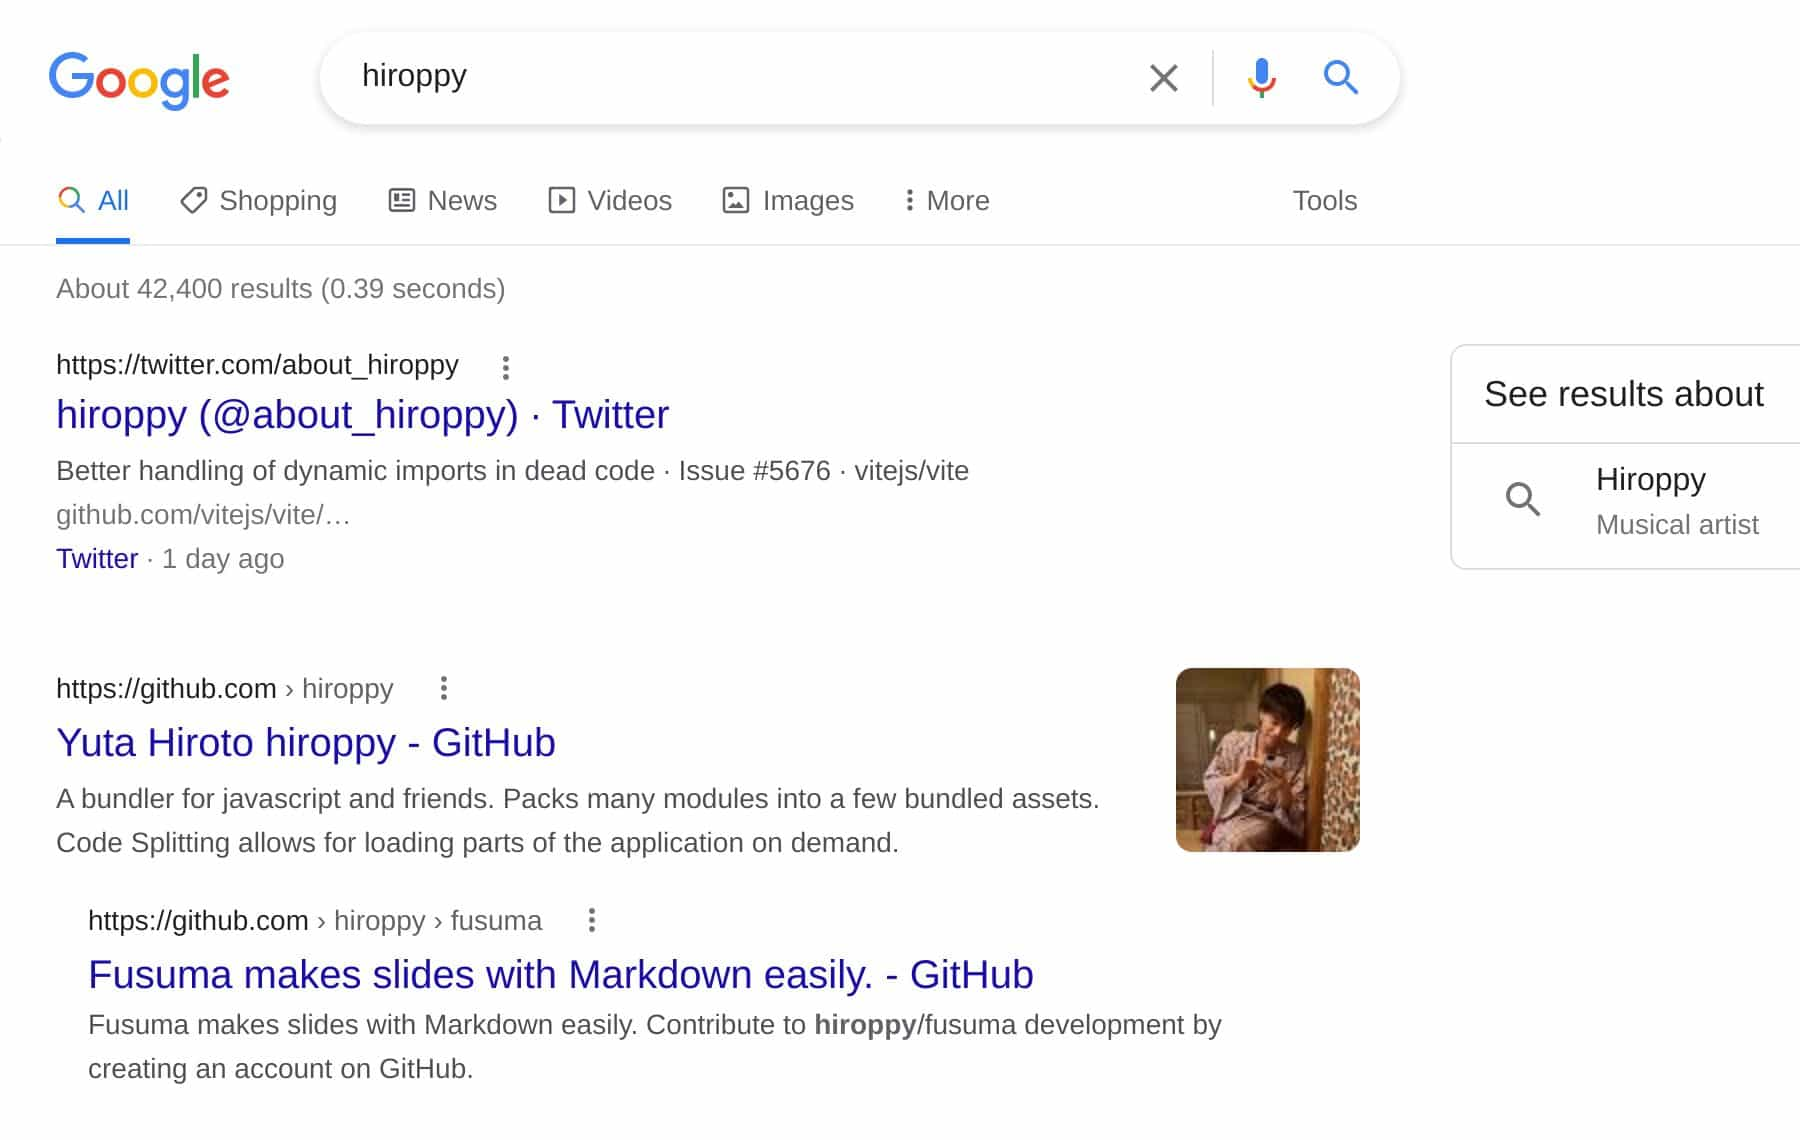 Google
hiroppy
All Shopping News Videos Images More Tools
About 42,400 results (0.39 seconds)
https://twitter.com/about_hiroppy
hiroppy (@about_hiroppy) · Twitter
Better handling of dynamic imports in dead code · Issue #5676 · vitejs/vite
github.com/vitejs/vite/…
Twitter · 1 day ago
https://github.com › hiroppy
Yuta Hiroto hiroppy - GitHub
A bundler for javascript and friends. Packs many modules into a few bundled assets.
Code Splitting allows for loading parts of the application on demand.
https://github.com › hiroppy › fusuma
Fusuma makes slides with Markdown easily. - GitHub
Fusuma makes slides with Markdown easily. Contribute to hiroppy/fusuma development by
creating an account on GitHub.
See results about
Hiroppy
Musical artist